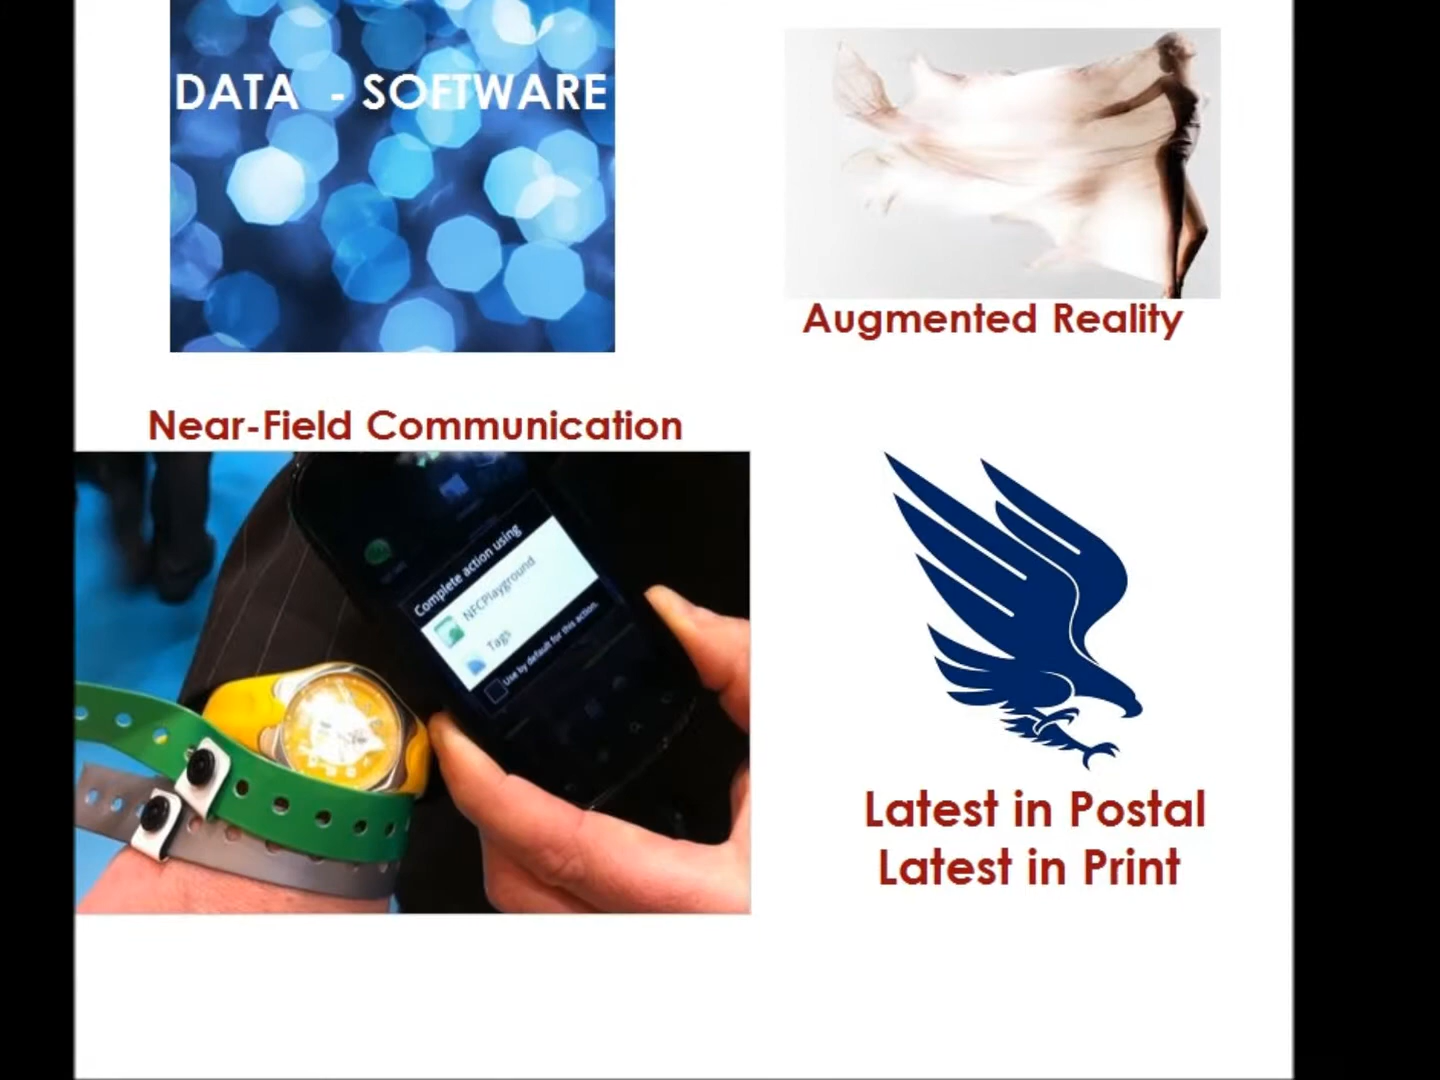 DATA - SOFTWARE
Augmented Reality
Near-Field Communication
Complete action using
NFCPlayground
Tags
Use by default for this action.
Latest in Postal
Latest in Print